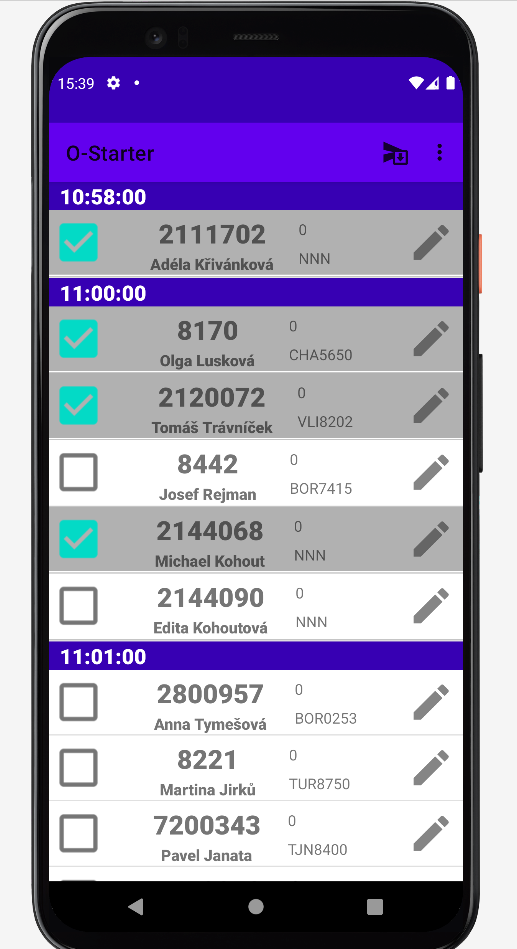 15:39
O-Starter
10:58:00
2111702 0
Adéla Křivánková NNN
11:00:00
8170 0
Olga Lusková CHA5650
2120072 0
Tomáš Trávníček VLI8202
8442 0
Josef Rejman BOR7415
2144068 0
Michael Kohout NNN
2144090 0
Edita Kohoutová NNN
11:01:00
2800957 0
Anna Tymešová BOR0253
8221 0
Martina Jirků TUR8750
7200343 0
Pavel Janata TJN8400